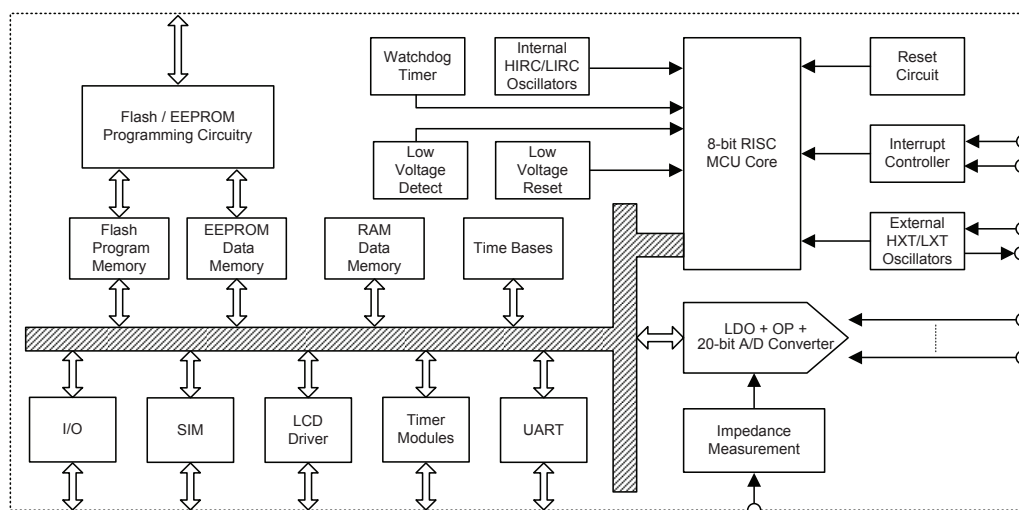 Watchdog
Timer
Internal
HIRC/LIRC
Oscillators
Reset
Circuit
Flash / EEPROM
Programming Circuitry
8-bit RISC
MCU Core
Interrupt
Controller
Low
Voltage
Detect
Low
Voltage
Reset
Flash
Program
Memory
EEPROM
Data
Memory
RAM
Data
Memory
Time Bases
External
HXT/LXT
Oscillators
LDO + OP +
20-bit A/D Converter
I/O
SIM
LCD
Driver
Timer
Modules
UART
Impedance
Measurement